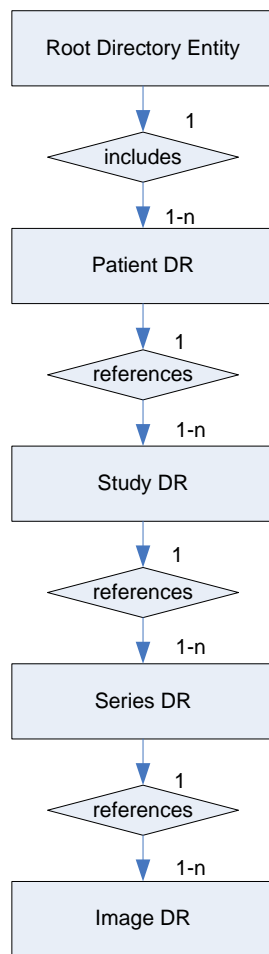 Root Directory Entity
1
includes
1-n
Patient DR
1
references
1-n
Study DR
1
references
1-n
Series DR
1
references
1-n
Image DR